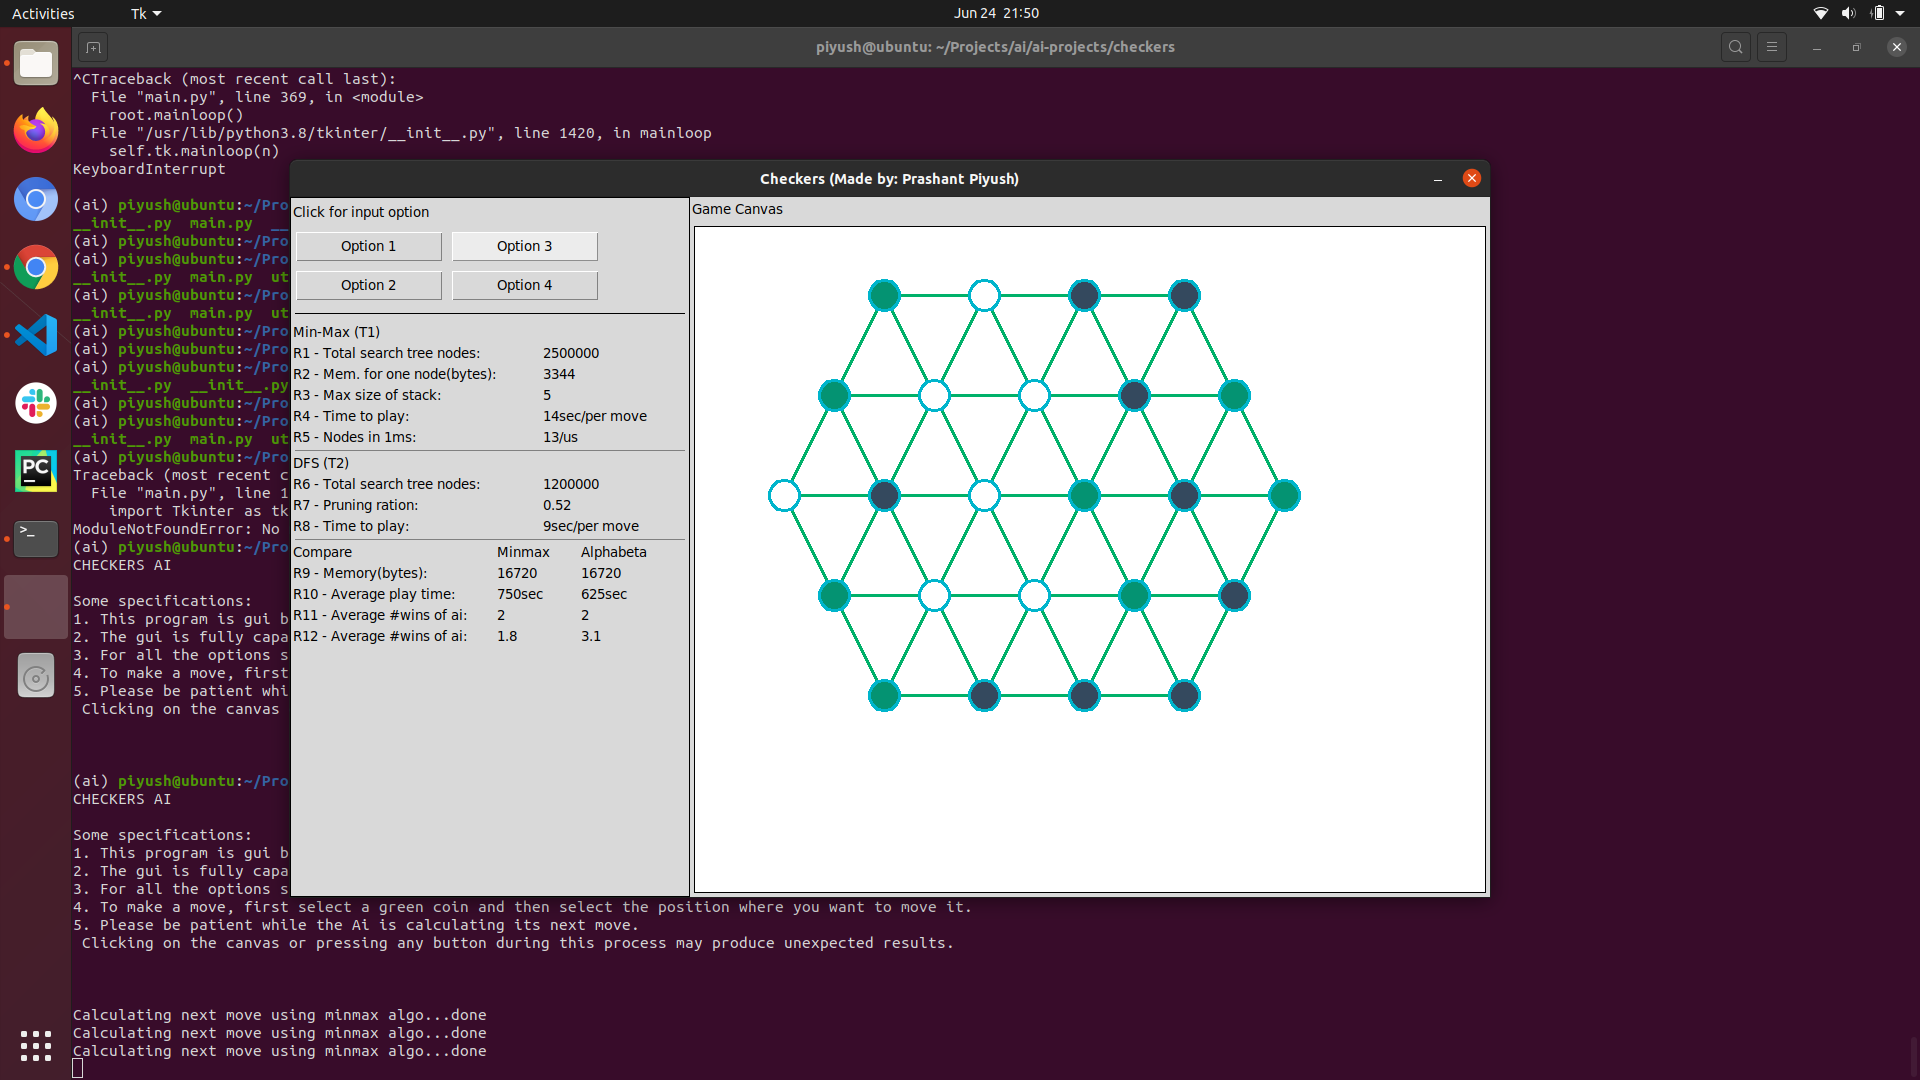 Activities
Tk
Jun 24 21:50
piyush@ubuntu: ~/Projects/ai/ai-projects/checkers
^CTraceback (most recent call last):
File "main.py", line 369, in <module>
root.mainloop()
File "/usr/lib/python3.8/tkinter/__init__.py", line 1420, in mainloop
self.tk.mainloop(n)
KeyboardInterrupt
(ai) piyush@ubuntu:~/Pro
__init__.py main.py __
(ai) piyush@ubuntu:~/Pro
(ai) piyush@ubuntu:~/Pro
__init__.py main.py ut
(ai) piyush@ubuntu:~/Pro
__init__.py main.py ut
(ai) piyush@ubuntu:~/Pro
(ai) piyush@ubuntu:~/Pro
(ai) piyush@ubuntu:~/Pro
__init__.py __init__.py
(ai) piyush@ubuntu:~/Pro
(ai) piyush@ubuntu:~/Pro
__init__.py main.py ut
(ai) piyush@ubuntu:~/Pro
Traceback (most recent c
File "main.py", line 1
import Tkinter as tk
ModuleNotFoundError: No
(ai) piyush@ubuntu:~/Pro
CHECKERS AI
Some specifications:
1. This program is gui b
2. The gui is fully capa
3. For all the options s
4. To make a move, first
5. Please be patient whi
Clicking on the canvas
(ai) piyush@ubuntu:~/Pro
CHECKERS AI
Some specifications:
1. This program is gui b
2. The gui is fully capa
3. For all the options s
4. To make a move, first select a green coin and then select the position where you want to move it.
5. Please be patient while the Ai is calculating its next move.
Clicking on the canvas or pressing any button during this process may produce unexpected results.
Calculating next move using minmax algo...done
Calculating next move using minmax algo...done
Calculating next move using minmax algo...done
Checkers (Made by: Prashant Piyush)
Click for input option
Option 1 Option 3
Option 2 Option 4
Min-Max (T1)
R1 - Total search tree nodes: 2500000
R2 - Mem. for one node(bytes): 3344
R3 - Max size of stack: 5
R4 - Time to play: 14sec/per move
R5 - Nodes in 1ms: 13/us
DFS (T2)
R6 - Total search tree nodes: 1200000
R7 - Pruning ration: 0.52
R8 - Time to play: 9sec/per move
Compare Minmax Alphabeta
R9 - Memory(bytes): 16720 16720
R10 - Average play time: 750sec 625sec
R11 - Average #wins of ai: 2 2
R12 - Average #wins of ai: 1.8 3.1
Game Canvas
PC
>_